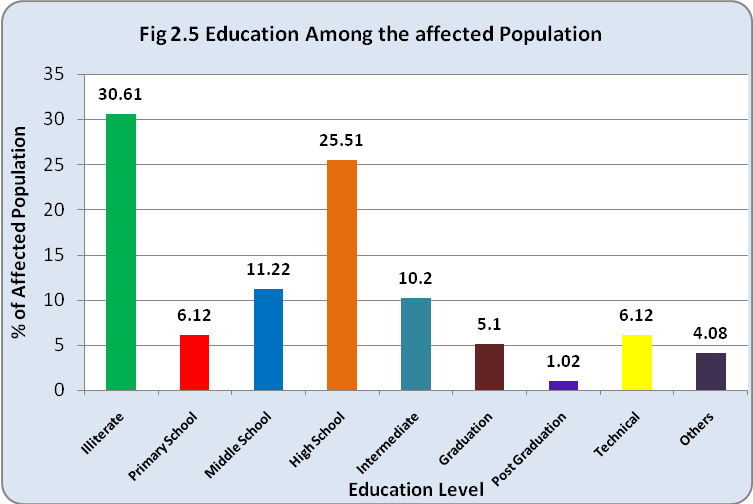 Fig 2.5 Education Among the affected Population
% of Affected Population
35
30
25
20
15
10
5
0
30.61
6.12
11.22
25.51
10.2
5.1
1.02
6.12
4.08
Illiterate
Primary School
Middle School
High School
Intermediate
Graduation
Post Graduation
Technical
Others
Education Level